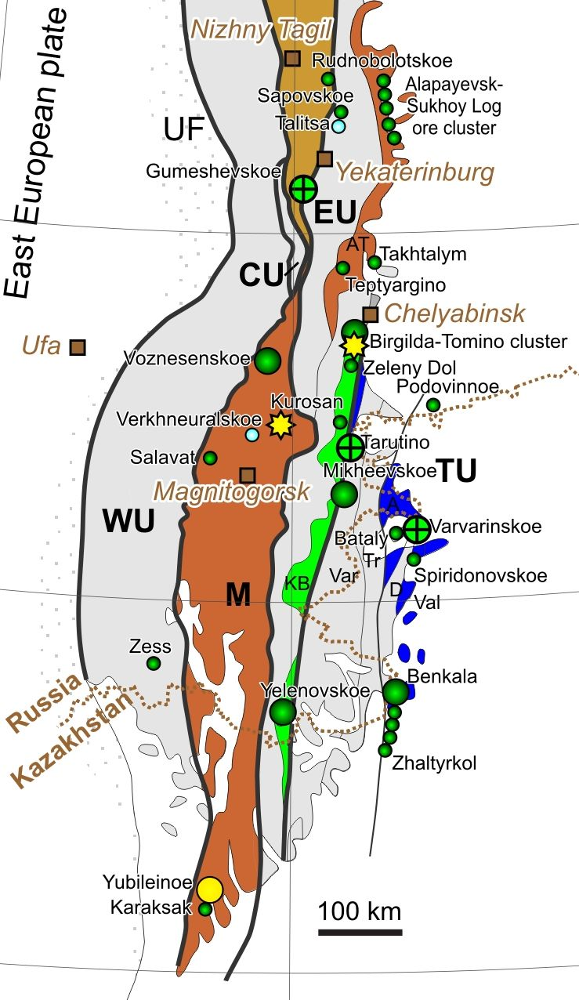 Nizhny Tagil
Rudnobolotskoe
Sapovskoe
Alapayevsk-
Sukhoy Log
ore cluster
Talitsa
UF
East European plate
Gumeshevskoe
Yekaterinburg
EU
AT
Takhtalym
CU
Teptyargino
Chelyabinsk
Ufa
Birgilda-Tomino cluster
Voznesenskoe
Zeleny Dol
Podovinnoe
Kurosan
Verkhneuralskoe
Tarutino
Salavat
Mikheevskoe
TU
Magnitogorsk
A
WU
Varvarinskoe
Bataly
Tr
Var
Spiridonovskoe
KB
D
M
Val
Zess
Benkala
Russia
Yelenovskoe
Kazakhstan
Zhaltyrkol
Yubileinoe
Karaksak
100 km